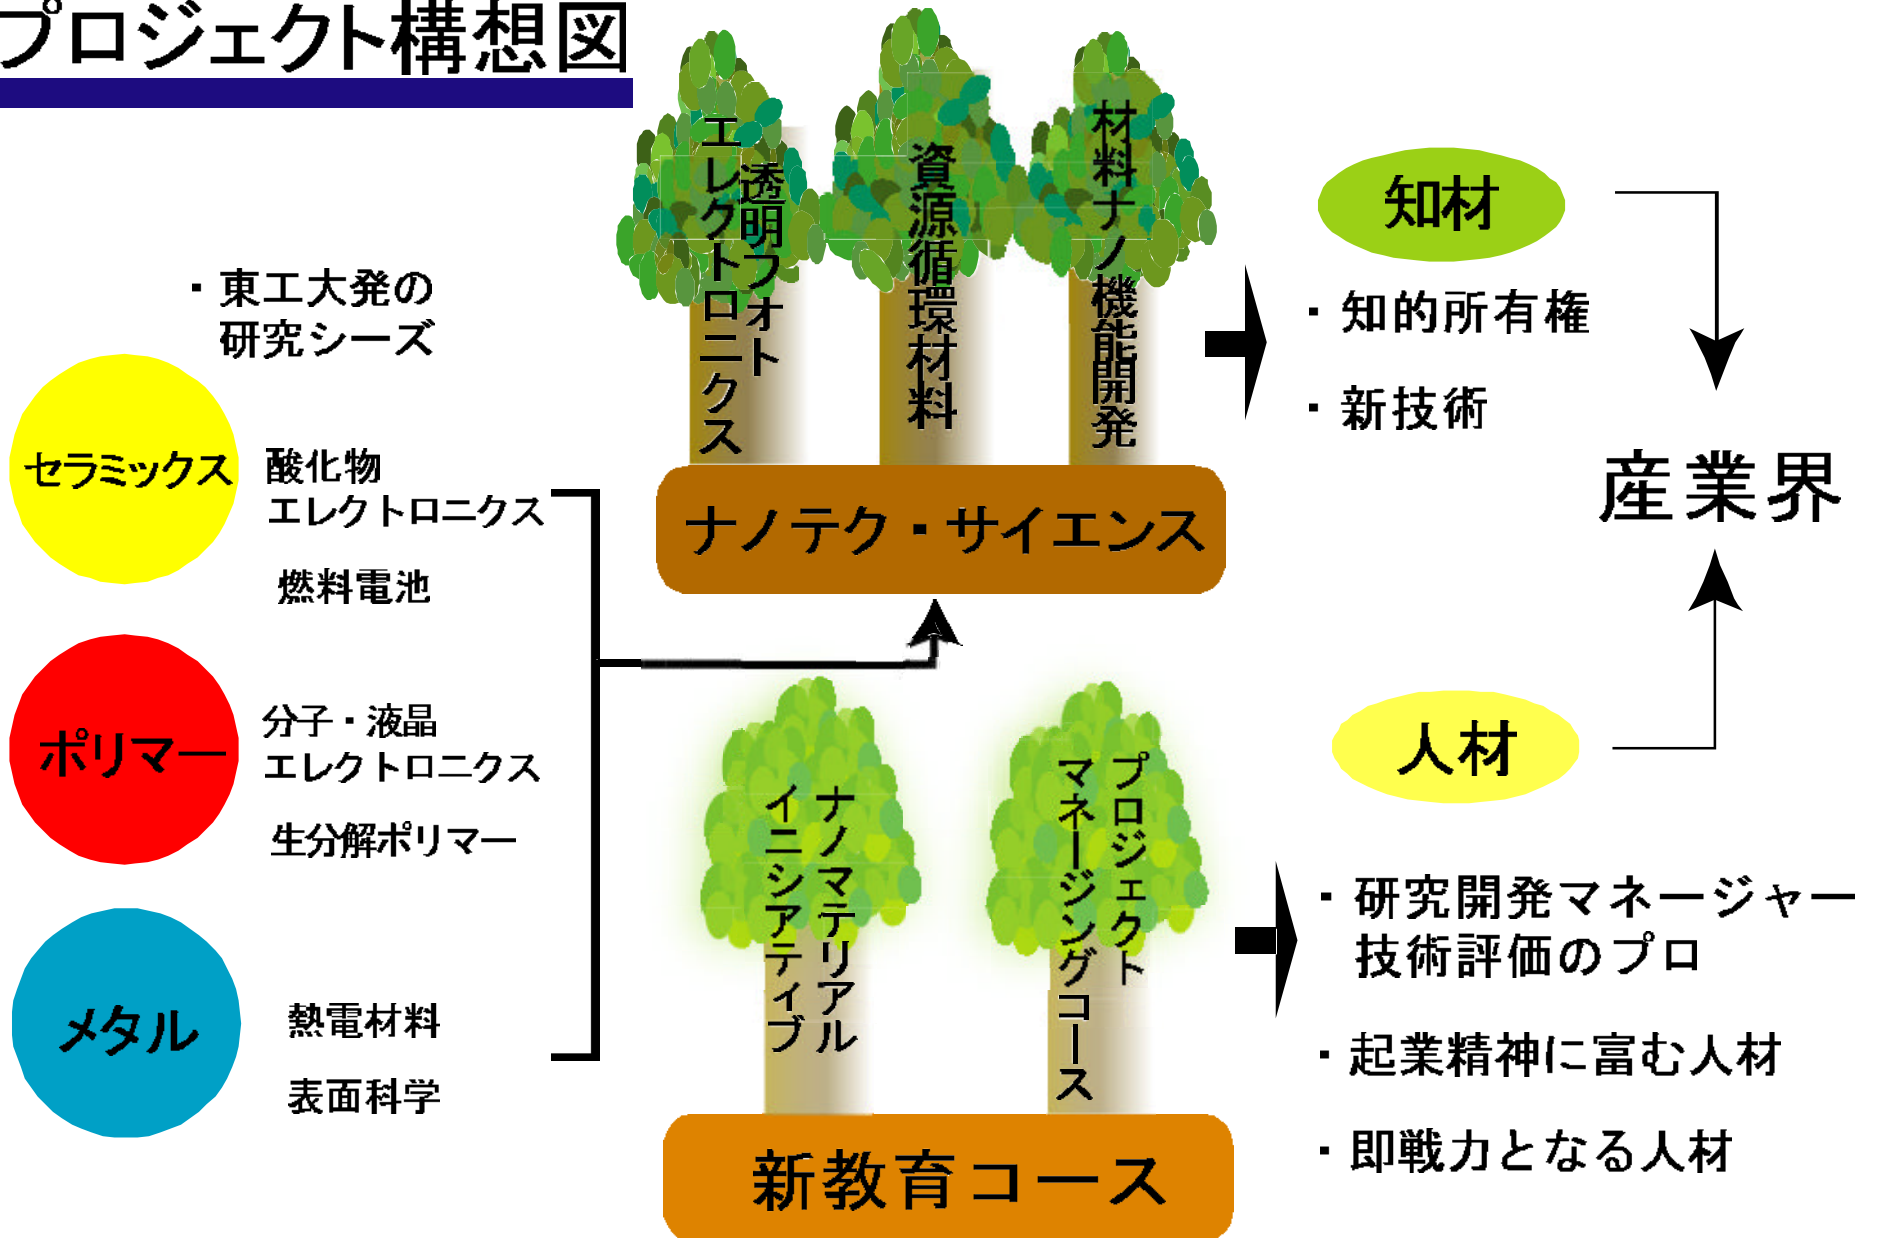 プロジェクト構想図
・東工大発の
研究シーズ
セラミックス
酸化物
エレクトロニクス
燃料電池
ポリマー
分子・液晶
エレクトロニクス
生分解ポリマー
メタル
熱電材料
表面科学
透明フォト
エレクトロニクス
資源循環材料
材料ナノ機能開発
ナノテク・サイエンス
ナノマテリアル
イニシアティブ
プロジェクト
マネージングコース
新教育コース
知材
・知的所有権
・新技術
産業界
人材
・研究開発マネージャー
技術評価のプロ
・起業精神に富む人材
・即戦力となる人材